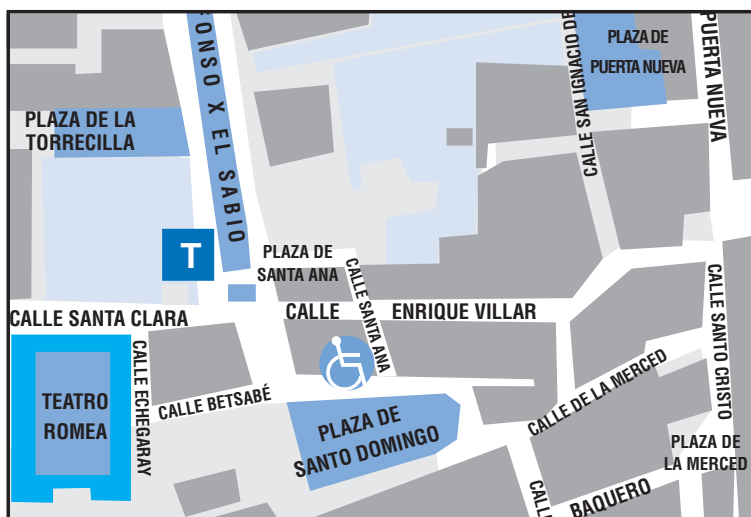 FONSO X EL SABIO
PLAZA DE LA
TORRECILLA
CALLE SAN IGNACIO DE
PLAZA DE
PUERTA NUEVA
PUERTA NUEVA
T
PLAZA DE
SANTA ANA
CALLE SANTA ANA
CALLE SANTA CLARA
CALLE ENRIQUE VILLAR
CALLE SANTO CRISTO
TEATRO
ROMEA
CALLE ECHEGARAY
CALLE BETSABÉ
PLAZA DE
SANTO DOMINGO
CALLE DE LA MERCED
PLAZA DE
LA MERCED
CALL
BAQUERO